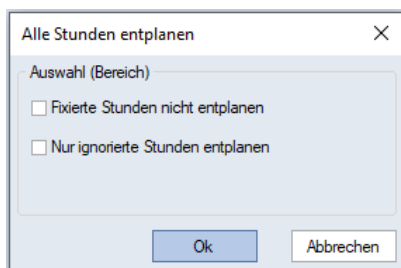 Alle Stunden entplanen
Auswahl (Bereich)
Fixierte Stunden nicht entplanen
Nur ignorierte Stunden entplanen
Ok Abbrechen